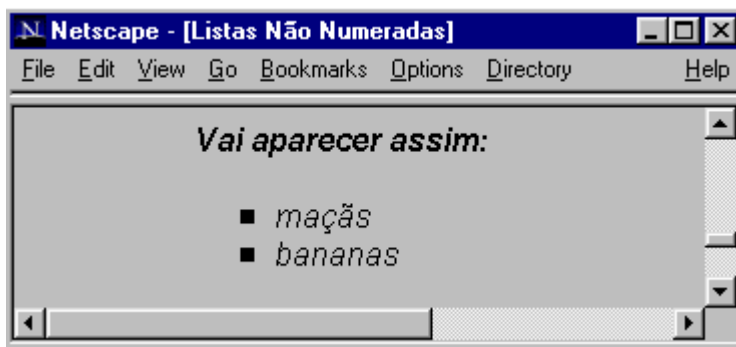 Netscape - [Listas Não Numeradas]
File Edit View Go Bookmarks Options Directory Help
Vai aparecer assim:
maçãs
bananas